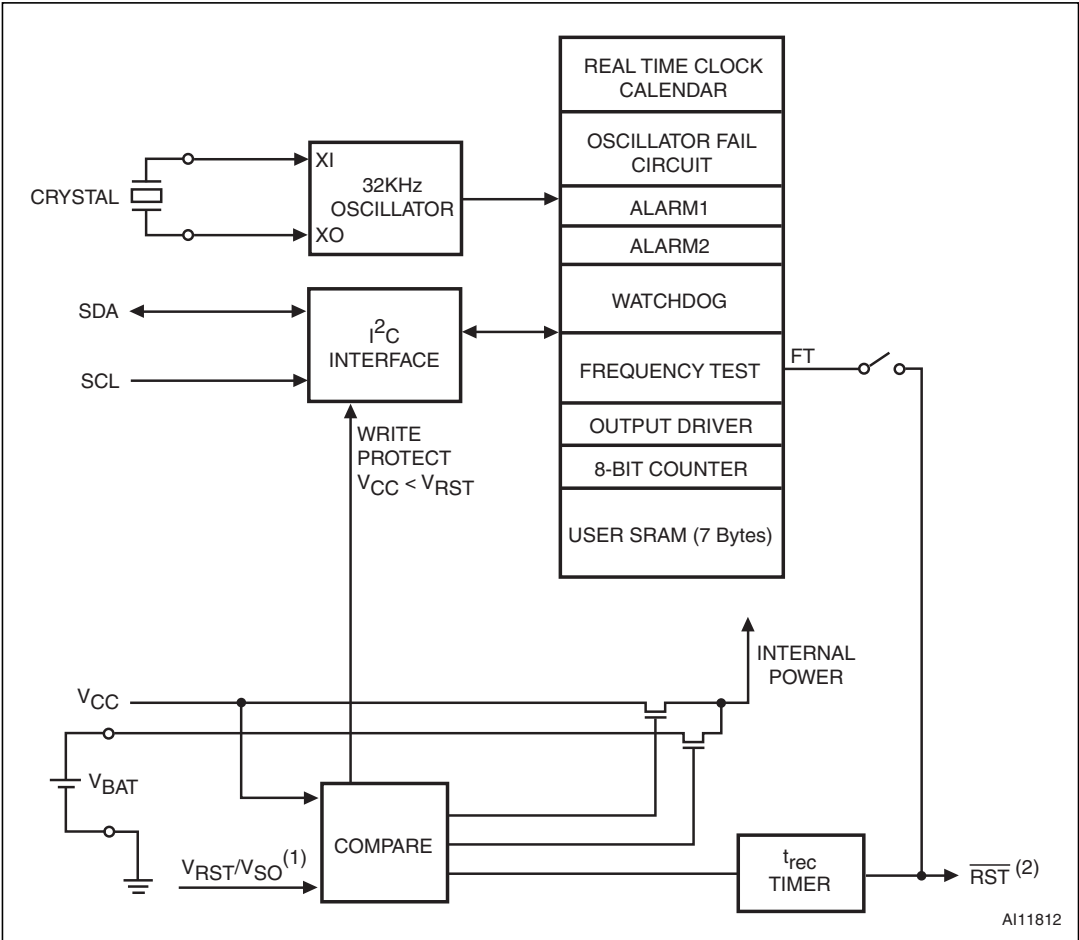 REAL TIME CLOCK
CALENDAR
OSCILLATOR FAIL
CIRCUIT
ALARM1
ALARM2
WATCHDOG
FREQUENCY TEST
OUTPUT DRIVER
8-BIT COUNTER
USER SRAM (7 Bytes)
CRYSTAL
XI
32KHz
OSCILLATOR
XO
SDA
SCL
I2C
INTERFACE
FT
WRITE
PROTECT
VCC < VRST
INTERNAL
POWER
VCC
VBAT
VRST/VSO(1)
COMPARE
trec
TIMER
RST (2)
AI11812